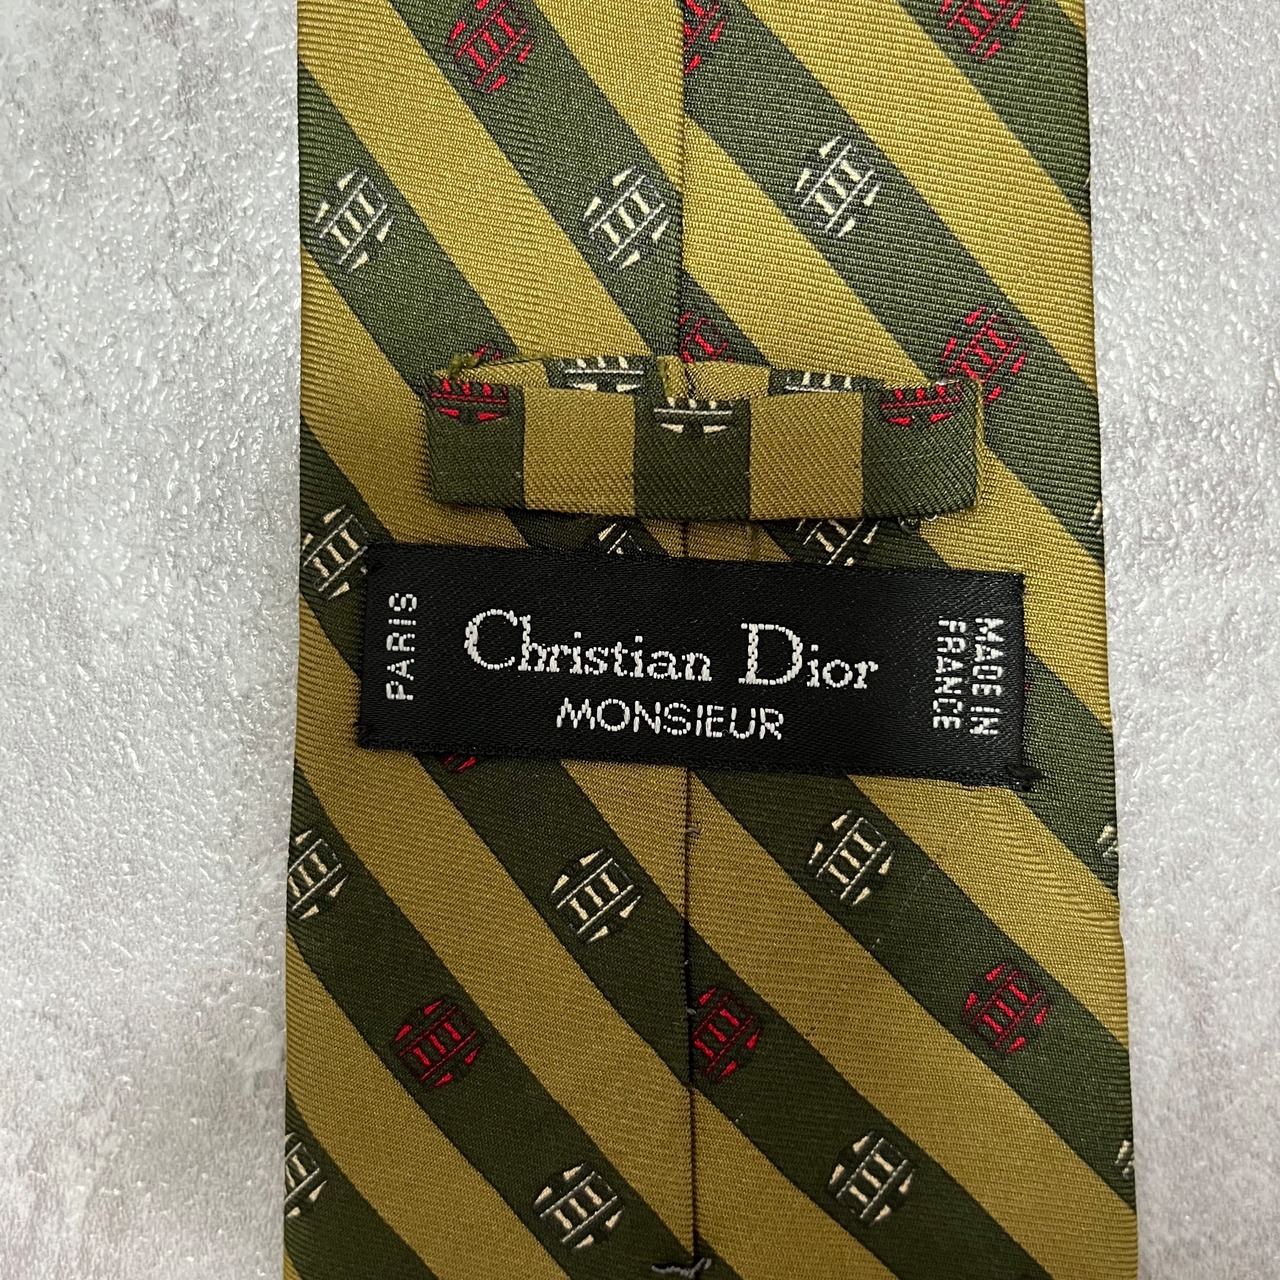 PARIS
Christian Dior
MONSIEUR
MADE IN
FRANCE